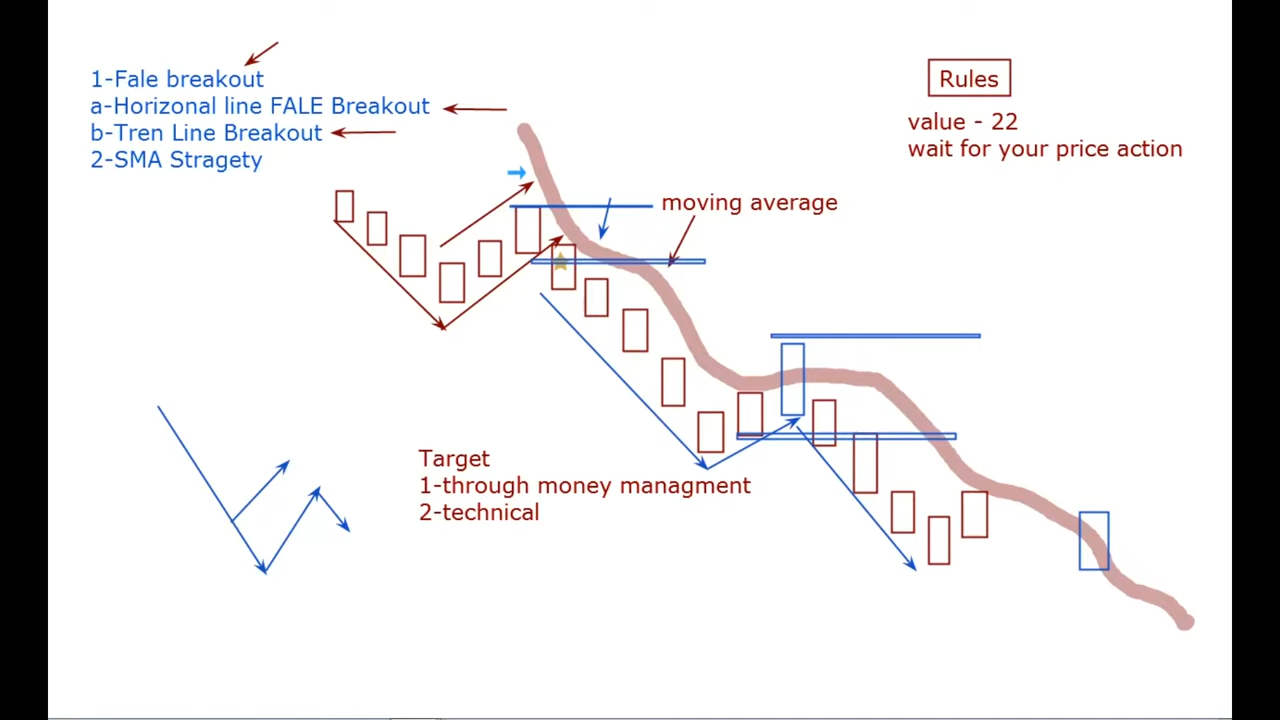 1-Fale breakout
a-Horizonal line FALE Breakout
b-Tren Line Breakout
2-SMA Stragety
Rules
value - 22
wait for your price action
moving average
Target
1-through money managment
2-technical